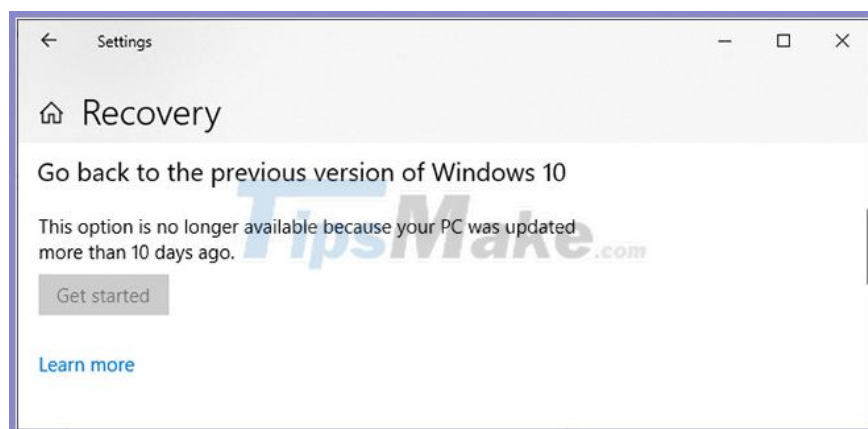 Settings
Recovery
Go back to the previous version of Windows 10
This option is no longer available because your PC was updated
more than 10 days ago.
TipsMake.com
Get started
Learn more